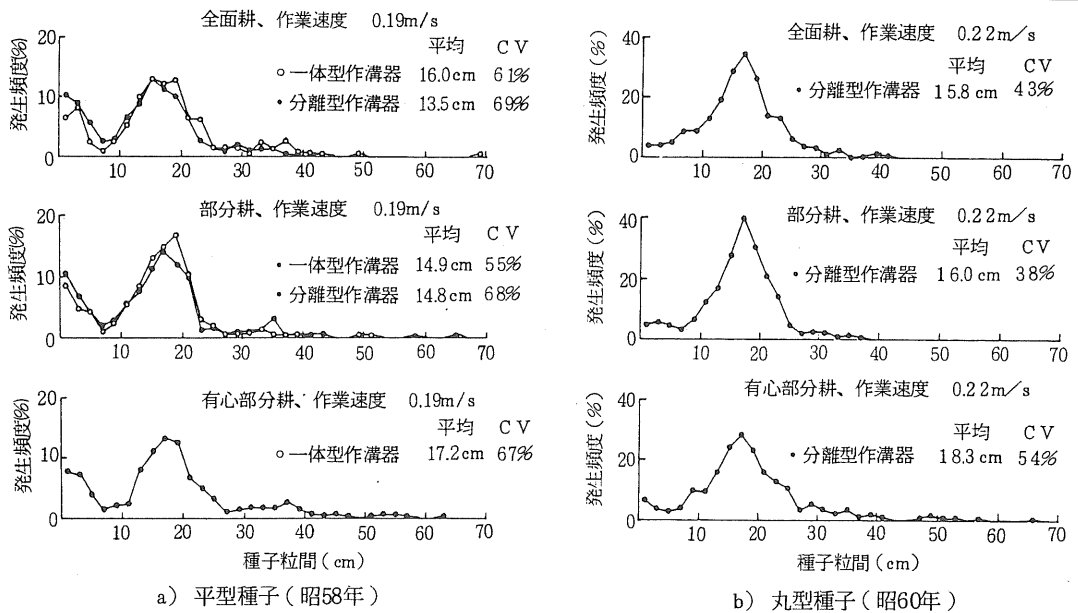 全面耕、作業速度 0.19m/s
平均 CV
一体型作溝器 16.0cm 61%
分離型作溝器 13.5cm 69%
発生頻度(%)
20
10
0
10 20 30 40 50 60 70
部分耕、作業速度 0.19m/s
平均 CV
一体型作溝器 14.9cm 55%
分離型作溝器 14.8cm 68%
発生頻度(%)
20
10
0
0 10 20 30 40 50 60 70
有心部分耕、作業速度 0.19m/s
平均 CV
一体型作溝器 17.2cm 67%
発生頻度(%)
20
10
0
0 10 20 30 40 50 60 70
種子粒間(cm)
a) 平型種子(昭58年)
全面耕、作業速度 0.22m/s
平均 CV
分離型作溝器 15.8cm 43%
発生頻度(%)
40
20
0
10 20 30 40 50 60 70
部分耕、作業速度 0.22m/s
平均 CV
分離型作溝器 16.0cm 38%
発生頻度(%)
40
20
0
10 20 30 40 50 60 70
有心部分耕、作業速度 0.22m/s
平均 CV
分離型作溝器 18.3cm 54%
発生頻度(%)
40
20
0
0 10 20 30 40 50 60 70
種子粒間(cm)
b) 丸型種子(昭60年)